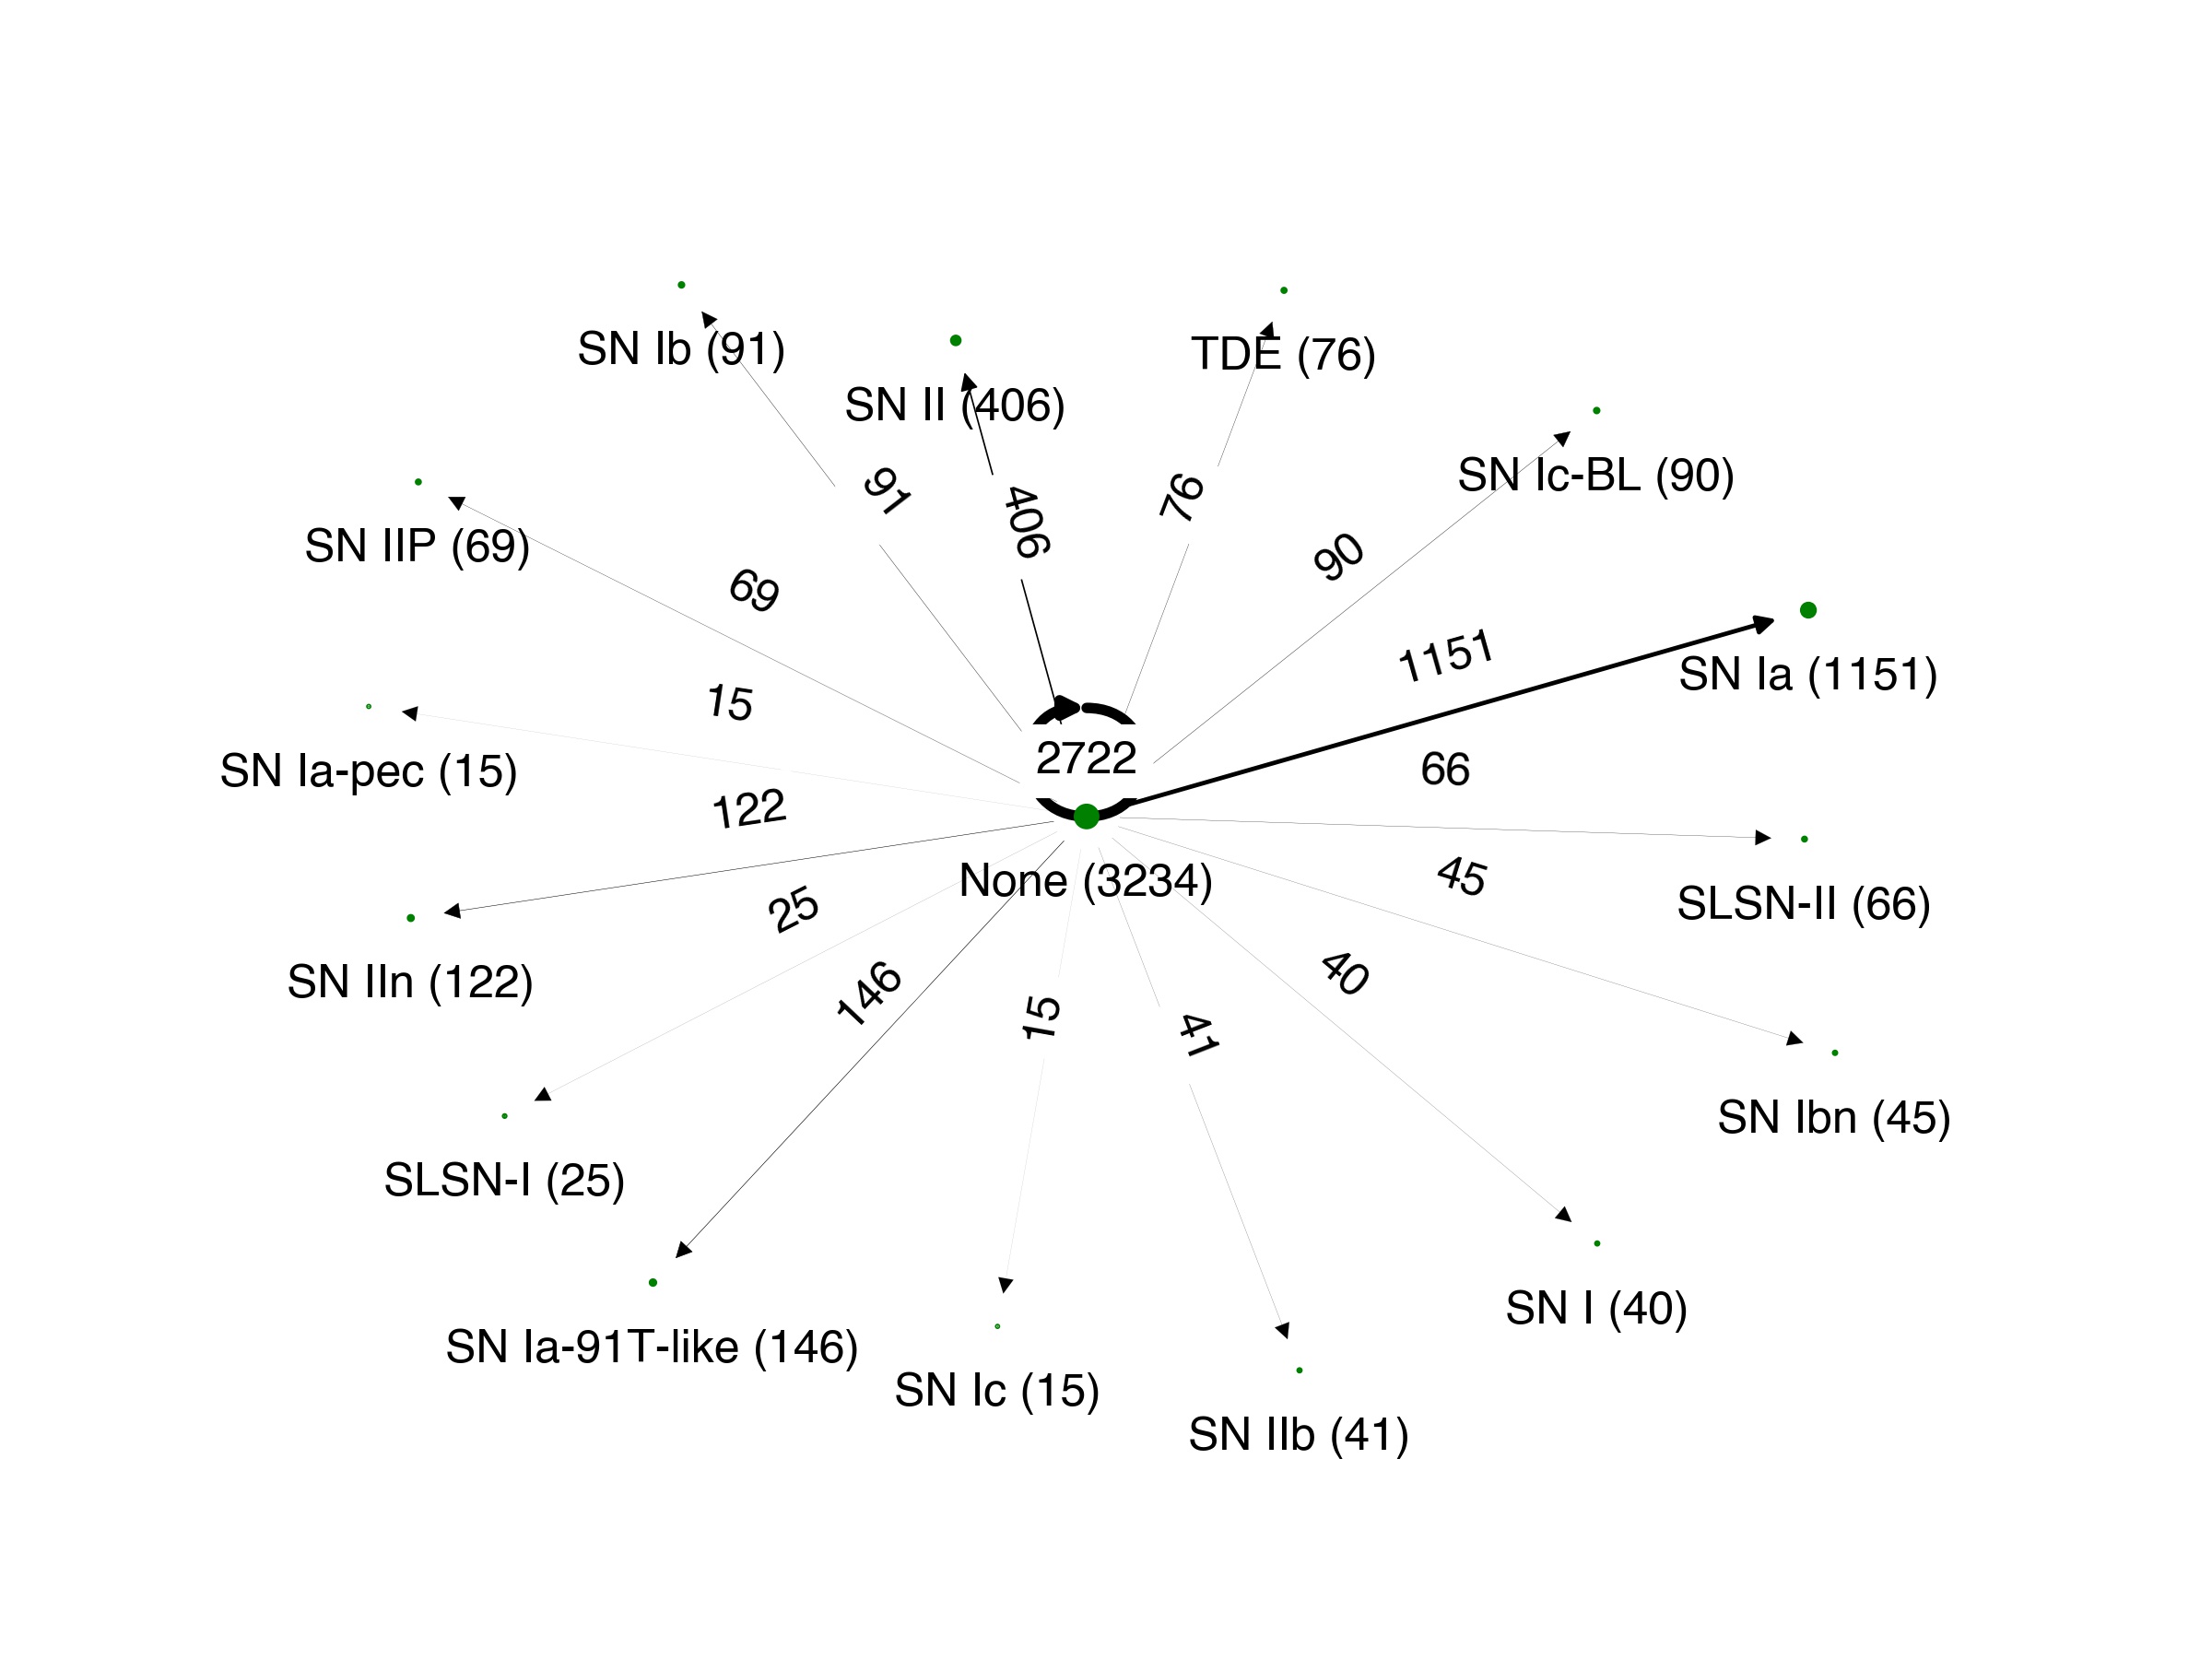 SN Ib (91)
SN II (406)
TDE (76)
SN Ic-BL (90)
91
406
76
SN IIP (69)
90
69
1151
SN Ia (1151)
15
2722
66
SN Ia-pec (15)
122
None (3234)
45
SLSN-II (66)
25
SN IIn (122)
146
40
15
41
SN Ibn (45)
SLSN-I (25)
SN I (40)
SN Ia-91T-like (146)
SN Ic (15)
SN IIb (41)